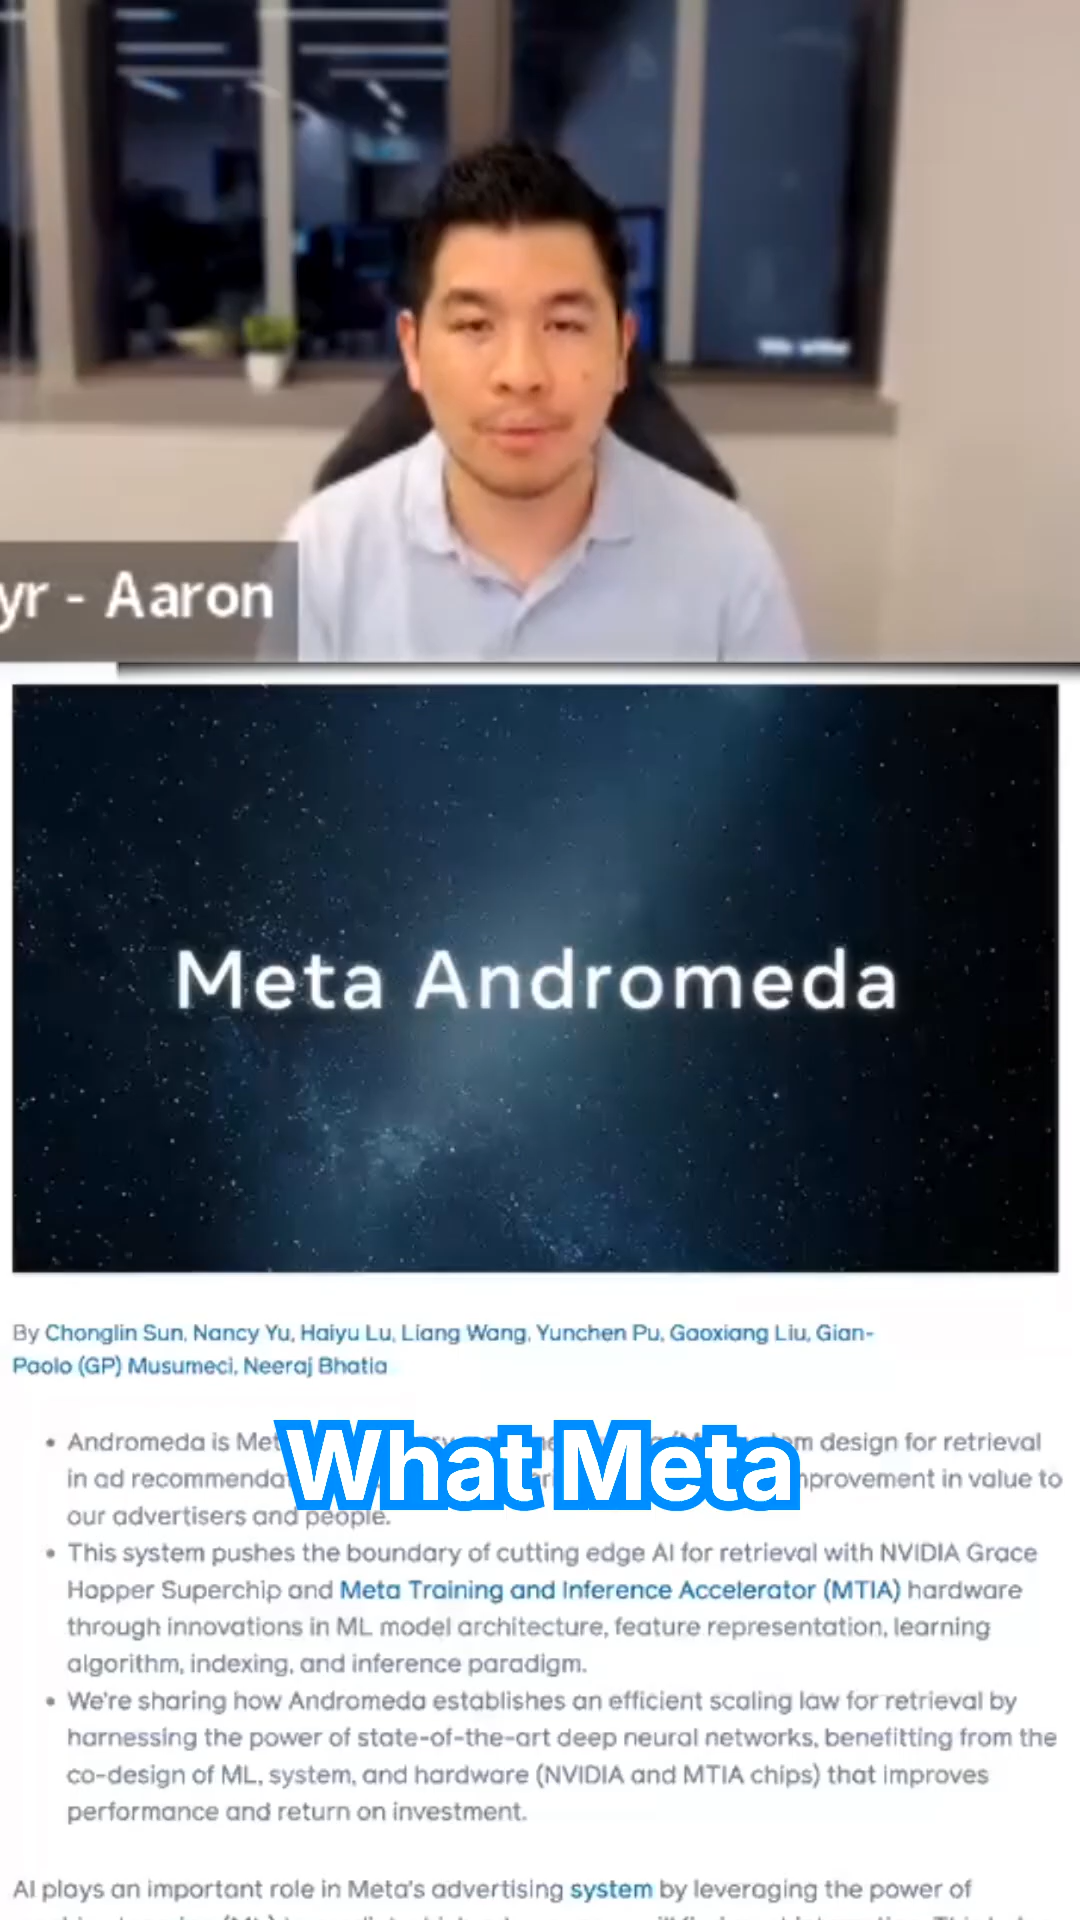 yr - Aaron
Meta Andromeda
By Chonglin Sun, Nancy Yu, Haiyu Lu, Liang Wang, Yunchen Pu, Gaoxiang Liu, Gian-
Paolo (GP) Musumeci, Neeraj Bhatia
• Andromeda is Met design for retrieval
in ad recommendat improvement in value to
our advertisers and people.
What Meta
• This system pushes the boundary of cutting edge AI for retrieval with NVIDIA Grace
Hopper Superchip and Meta Training and Inference Accelerator (MTIA) hardware
through innovations in ML model architecture, feature representation, learning
algorithm, indexing, and inference paradigm.
• We're sharing how Andromeda establishes an efficient scaling law for retrieval by
harnessing the power of state-of-the-art deep neural networks, benefitting from the
co-design of ML, system, and hardware (NVIDIA and MTIA chips) that improves
performance and return on investment.
AI plays an important role in Meta's advertising system by leveraging the power of